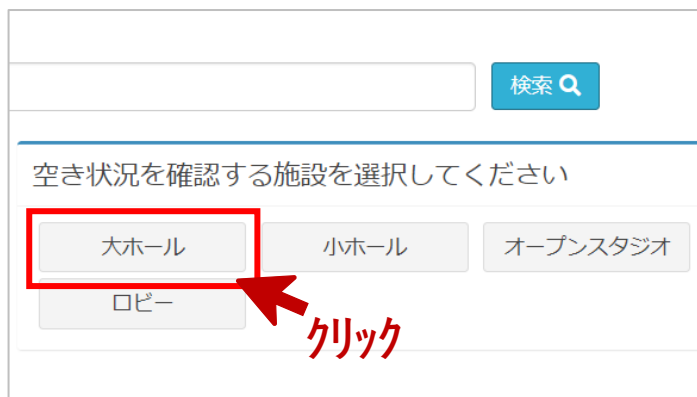 検索
空き状況を確認する施設を選択してください
大ホール 小ホール オープンスタジオ
ロビー
ｸﾘｯｸ